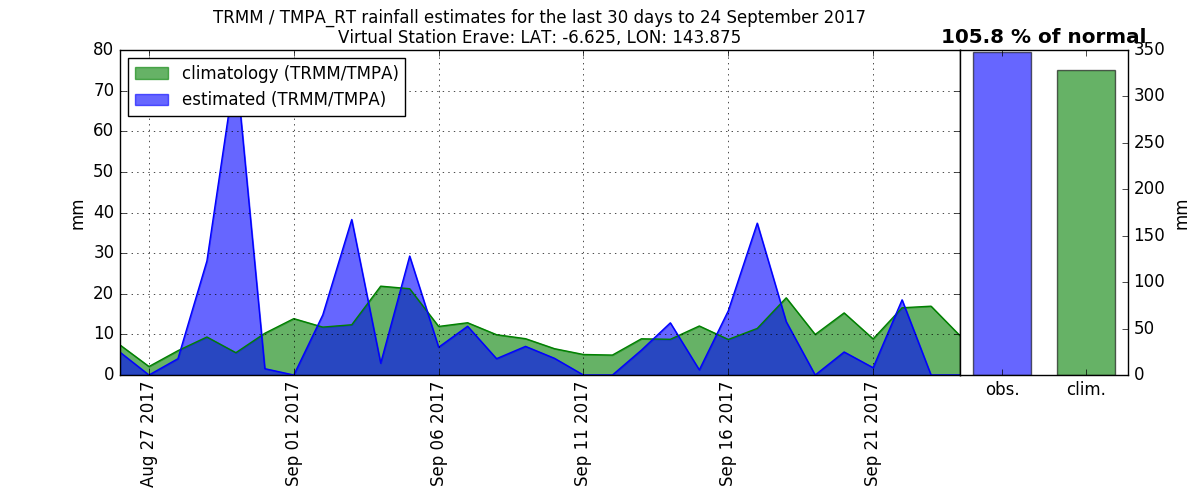 TRMM / TMPA_RT rainfall estimates for the last 30 days to 24 September 2017
Virtual Station Erave: LAT: -6.625, LON: 143.875
105.8 % of normal
climatology (TRMM/TMPA)
estimated (TRMM/TMPA)
mm
80
70
60
50
40
30
20
10
0
Aug 27 2017
Sep 01 2017
Sep 06 2017
Sep 11 2017
Sep 16 2017
Sep 21 2017
obs.
clim.
350
300
250
200
150
100
50
0
mm